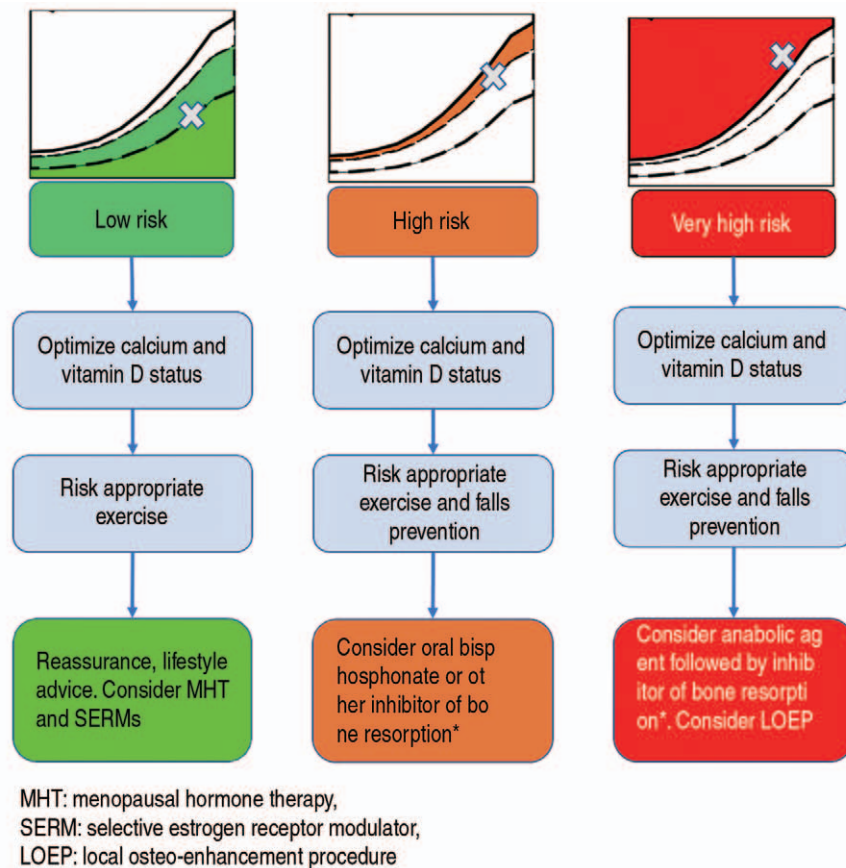 Low risk
High risk
Very high risk
Optimize calcium and
vitamin D status
Optimize calcium and
vitamin D status
Optimize calcium and
vitamin D status
Risk appropriate
exercise
Risk appropriate
exercise and falls
prevention
Risk appropriate
exercise and falls
prevention
Reassurance, lifestyle
advice. Consider MHT
and SERMs
Consider oral bisp
hosphonate or ot
her inhibitor of bo
ne resorption*
Consider anabolic ag
ent followed by inhib
itor of bone resorpti
on*. Consider LOEP
MHT: menopausal hormone therapy,
SERM: selective estrogen receptor modulator,
LOEP: local osteo-enhancement procedure